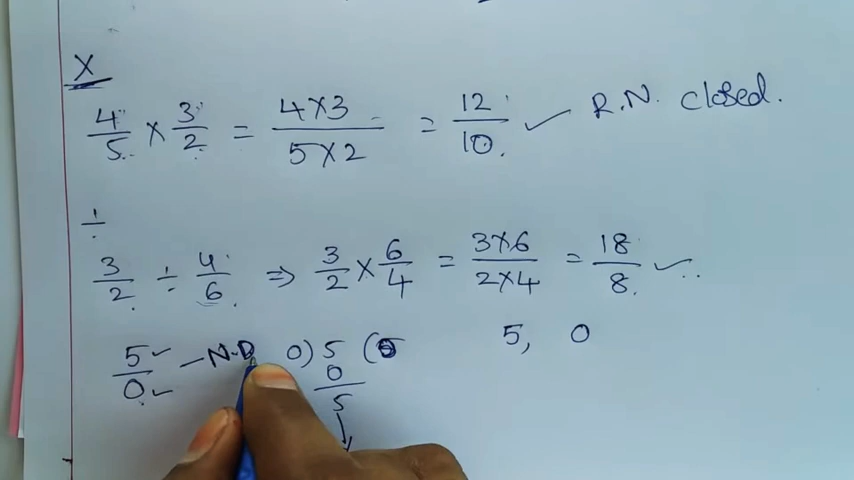 X
4/5 × 3/2 = 4×3/5×2 = 12/10 ✓ R.N. closed.
÷
3/2 ÷ 4/6 ⇒ 3/2 × 6/4 = 3×6/2×4 = 18/8 ✓
5/0 – N.D 0) 5 (0 5, 0
0
5